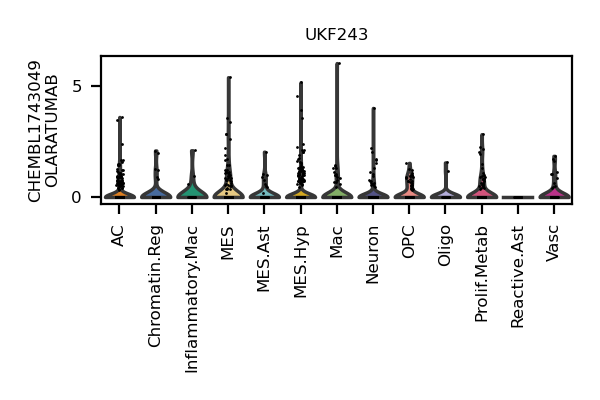 UKF243
CHEMBL1743049
OLARATUMAB
5
0
AC
Chromatin.Reg
Inflammatory.Mac
MES
MES.Ast
MES.Hyp
Mac
Neuron
OPC
Oligo
Prolif.Metab
Reactive.Ast
Vasc